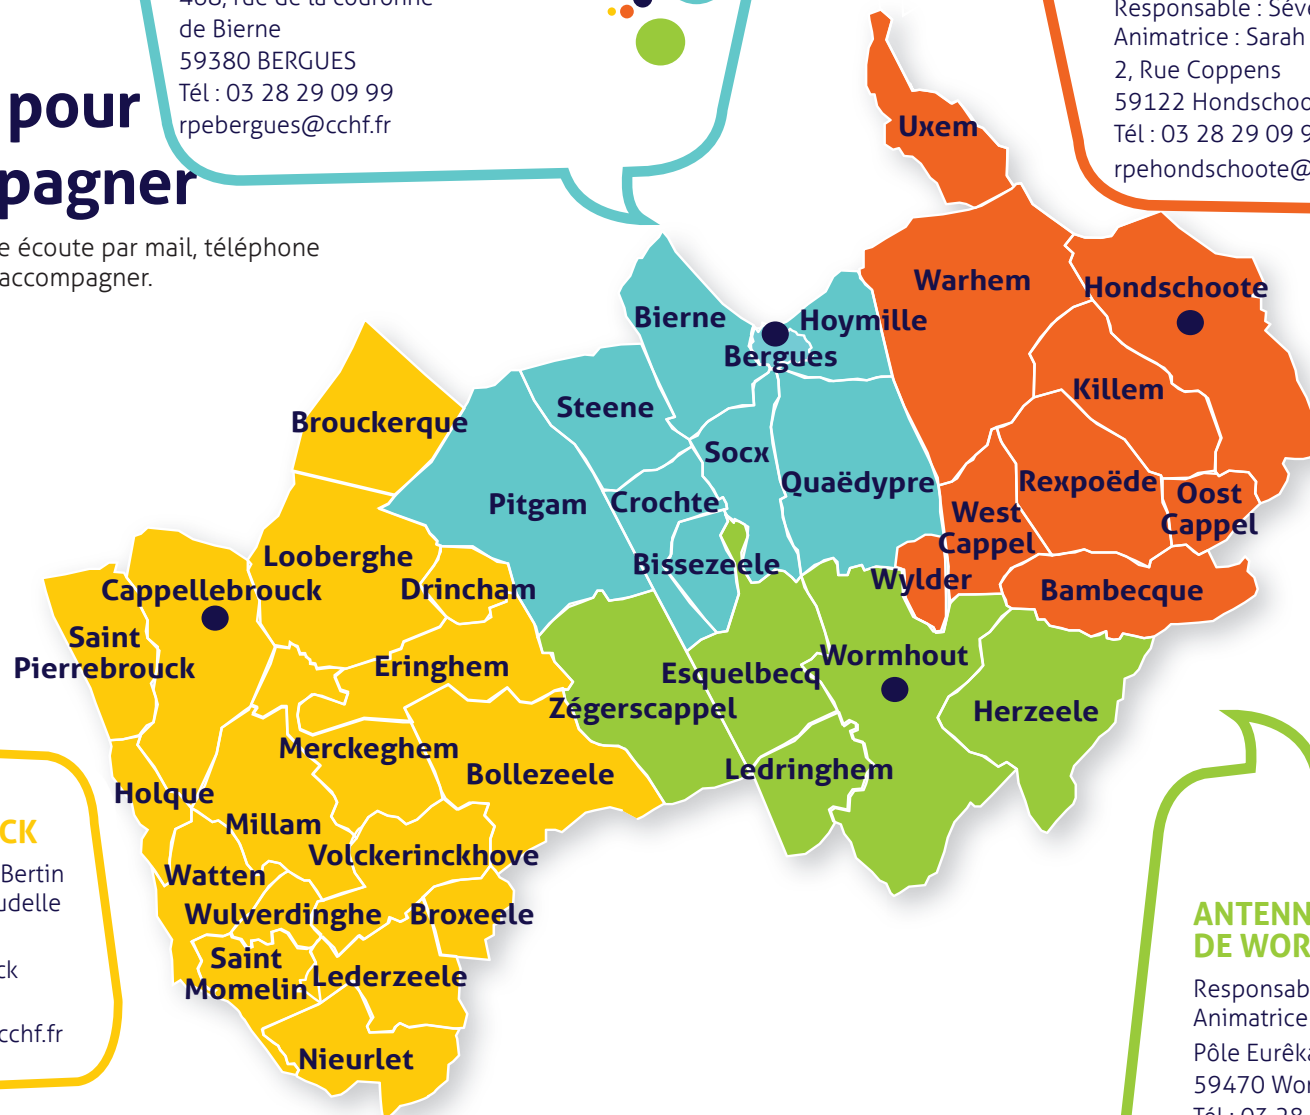 de Bierne
59380 BERGUES
Tél : 03 28 29 09 99
rpebergues@cchf.fr
pour
pagner
e écoute par mail, téléphone
accompagner.
Responsable : Sév
Animatrice : Sarah
2, Rue Coppens
59122 Hondschoo
Tél : 03 28 29 09 9
rpehondschoote@
Uxem
Warhem
Hondschoote
Bierne
Hoymille
Bergues
Killem
Steene
Brouckerque
Socx
Quaëdypre
Rexpoëde
Oost
Cappel
Pitgam
Crochte
West
Cappel
Looberghe
Bissezeele
Drincham
Wylder
Bambecque
Cappellebrouck
Saint
Pierrebrouck
Eringhem
Esquelbecq
Wormhout
Zégerscappel
Herzeele
Merckeghem
Bollezeele
Ledringhem
Holque
Millam
Volckerinckhove
Watten
Wulverdinghe
Broxeele
Saint
Momelin
Lederzeele
Nieurlet
CK
Bertin
udelle
ck
cchf.fr
ANTENN
DE WOR
Responsab
Animatrice
Pôle Eurêka
59470 Wor